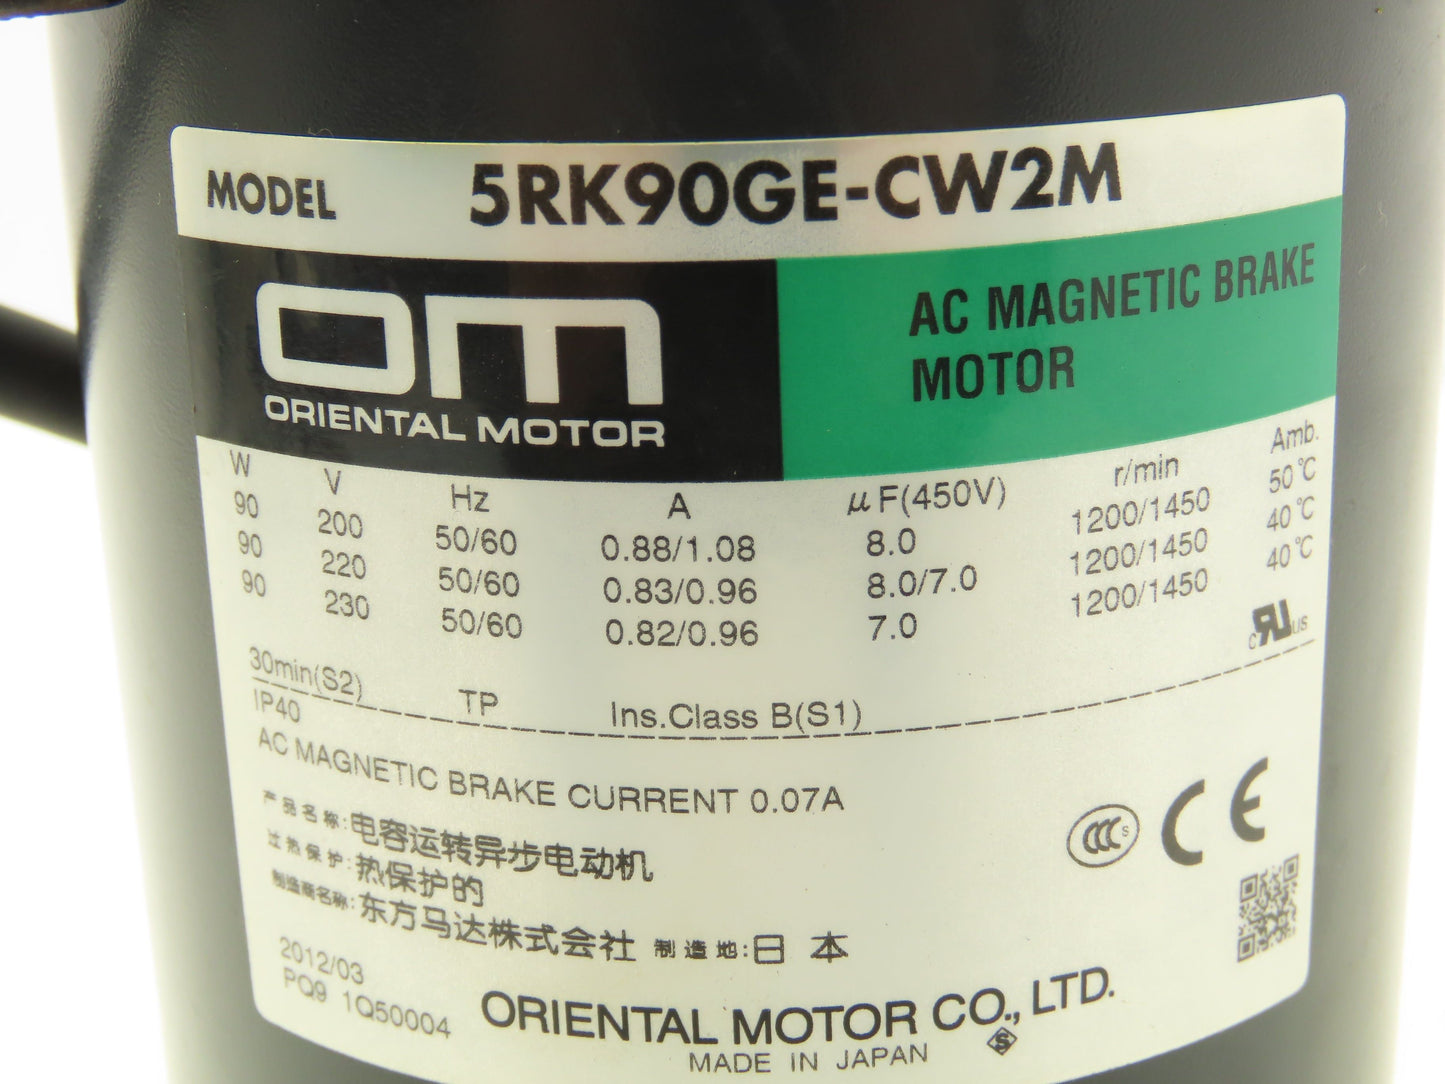 MODEL 5RK90GE-CW2M
om
ORIENTAL MOTOR
AC MAGNETIC BRAKE
MOTOR
W V Hz A μF(450V) r/min Amb.
90 200 50/60 0.88/1.08 8.0 1200/1450 50℃
90 220 50/60 0.83/0.96 8.0/7.0 1200/1450 40℃
90 230 50/60 0.82/0.96 7.0 1200/1450 40℃
c RU us
30min(S2) TP Ins.Class B(S1)
IP40
AC MAGNETIC BRAKE CURRENT 0.07A
CCC S CE
产品名称:电容运转异步电动机
过热保护:热保护的
制造商名称:东方马达株式会社 制造地:日本
2012/03
PQ9 1Q50004
ORIENTAL MOTOR CO., LTD.
S
MADE IN JAPAN